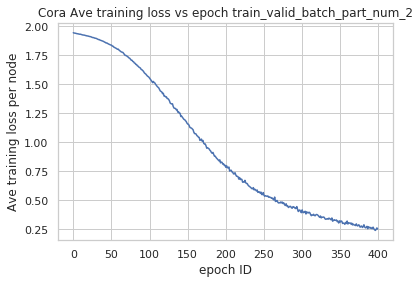 Cora Ave training loss vs epoch train_valid_batch_part_num_2
2.00
1.75
1.50
1.25
1.00
0.75
0.50
0.25
Ave training loss per node
0 50 100 150 200 250 300 350 400
epoch ID